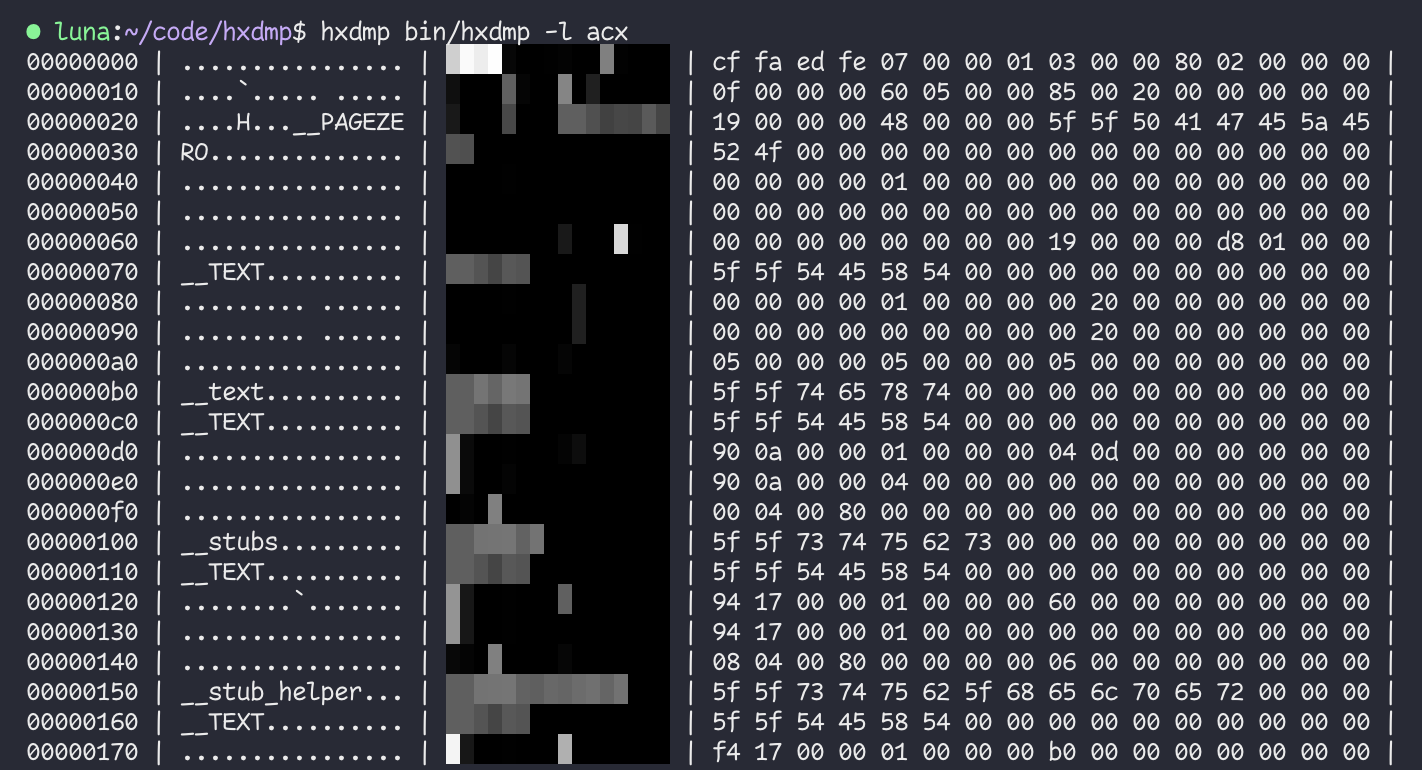 luna:~/code/hxdmp$ hxdmp bin/hxdmp -l acx
00000000 | ................ | | cf fa ed fe 07 00 00 01 03 00 00 80 02 00 00 00 |
00000010 | ....`..... ..... | | 0f 00 00 00 60 05 00 00 85 00 20 00 00 00 00 00 |
00000020 | ....H...__PAGEZE | | 19 00 00 00 48 00 00 00 5f 5f 50 41 47 45 5a 45 |
00000030 | RO.............. | | 52 4f 00 00 00 00 00 00 00 00 00 00 00 00 00 00 |
00000040 | ................ | | 00 00 00 00 01 00 00 00 00 00 00 00 00 00 00 00 |
00000050 | ................ | | 00 00 00 00 00 00 00 00 00 00 00 00 00 00 00 00 |
00000060 | ................ | | 00 00 00 00 00 00 00 00 19 00 00 00 d8 01 00 00 |
00000070 | __TEXT.......... | | 5f 5f 54 45 58 54 00 00 00 00 00 00 00 00 00 00 |
00000080 | ......... ...... | | 00 00 00 00 01 00 00 00 00 20 00 00 00 00 00 00 |
00000090 | ......... ...... | | 00 00 00 00 00 00 00 00 00 20 00 00 00 00 00 00 |
000000a0 | ................ | | 05 00 00 00 05 00 00 00 05 00 00 00 00 00 00 00 |
000000b0 | __text.......... | | 5f 5f 74 65 78 74 00 00 00 00 00 00 00 00 00 00 |
000000c0 | __TEXT.......... | | 5f 5f 54 45 58 54 00 00 00 00 00 00 00 00 00 00 |
000000d0 | ................ | | 90 0a 00 00 01 00 00 00 04 0d 00 00 00 00 00 00 |
000000e0 | ................ | | 90 0a 00 00 04 00 00 00 00 00 00 00 00 00 00 00 |
000000f0 | ................ | | 00 04 00 80 00 00 00 00 00 00 00 00 00 00 00 00 |
00000100 | __stubs......... | | 5f 5f 73 74 75 62 73 00 00 00 00 00 00 00 00 00 |
00000110 | __TEXT.......... | | 5f 5f 54 45 58 54 00 00 00 00 00 00 00 00 00 00 |
00000120 | ........`....... | | 94 17 00 00 01 00 00 00 60 00 00 00 00 00 00 00 |
00000130 | ................ | | 94 17 00 00 01 00 00 00 00 00 00 00 00 00 00 00 |
00000140 | ................ | | 08 04 00 80 00 00 00 00 06 00 00 00 00 00 00 00 |
00000150 | __stub_helper... | | 5f 5f 73 74 75 62 5f 68 65 6c 70 65 72 00 00 00 |
00000160 | __TEXT.......... | | 5f 5f 54 45 58 54 00 00 00 00 00 00 00 00 00 00 |
00000170 | ................ | | f4 17 00 00 01 00 00 00 b0 00 00 00 00 00 00 00 |